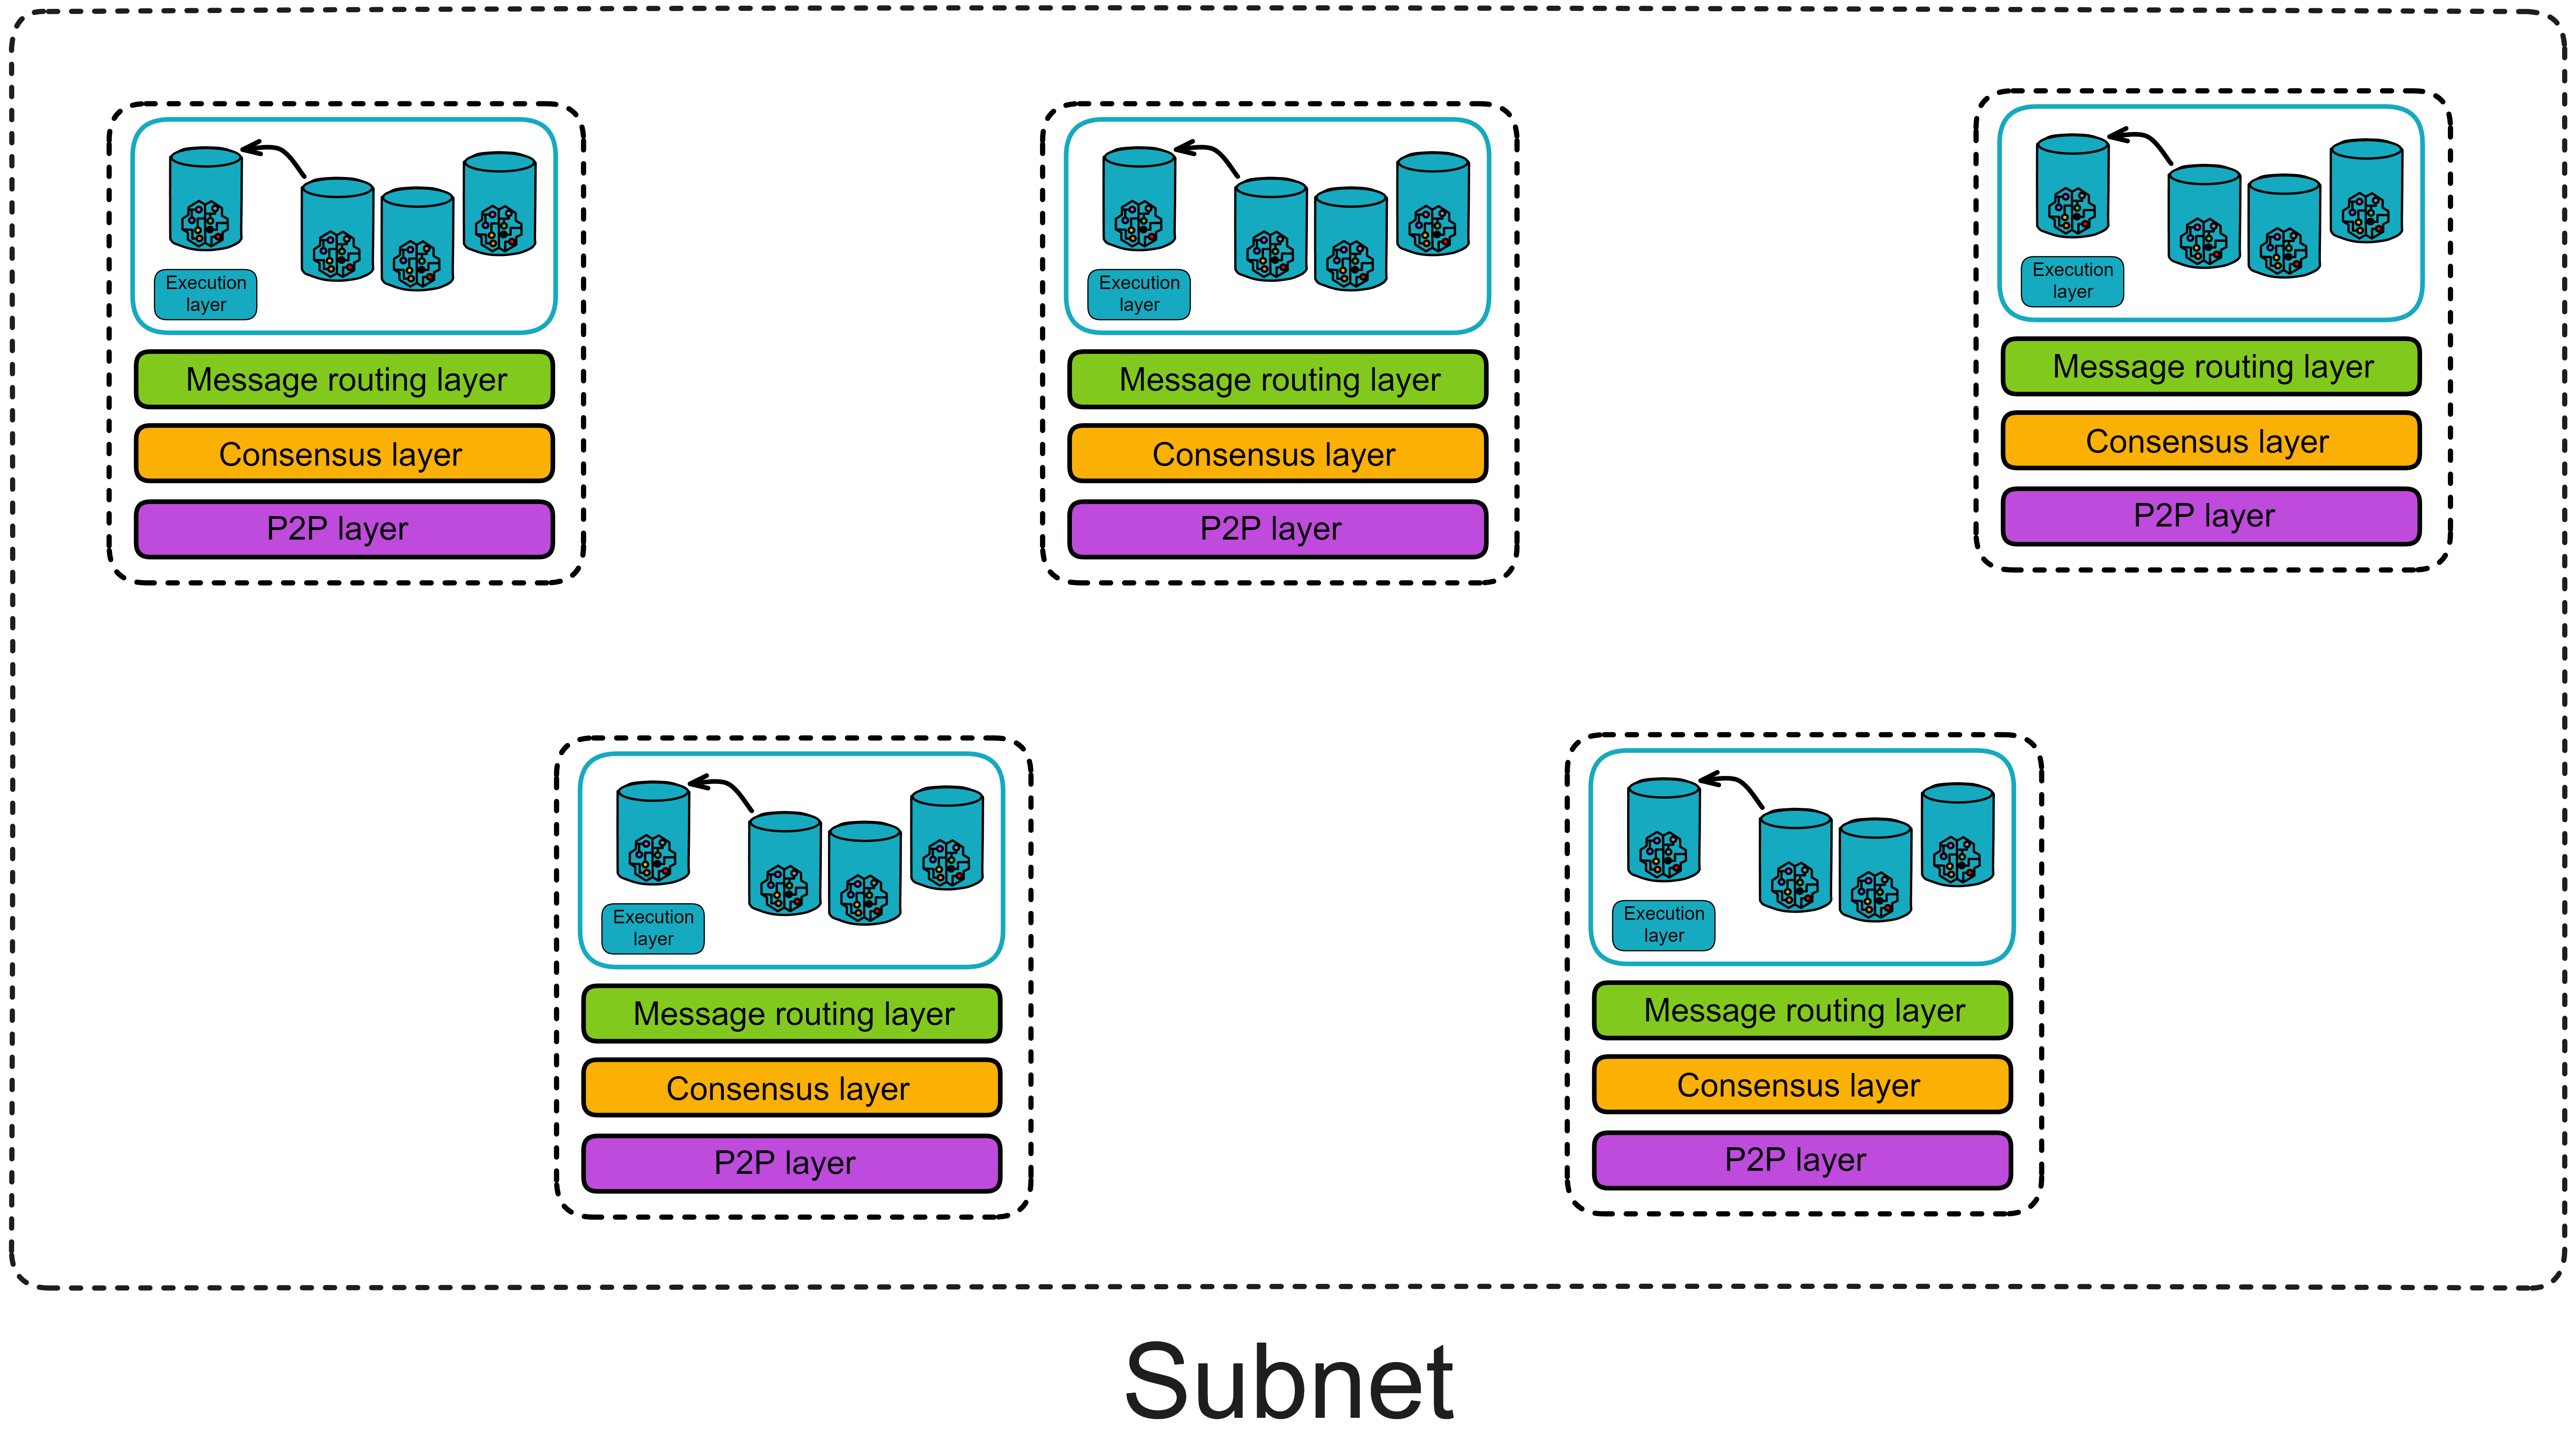 Execution
layer
Message routing layer
Consensus layer
P2P layer
Execution
layer
Message routing layer
Consensus layer
P2P layer
Execution
layer
Message routing layer
Consensus layer
P2P layer
Execution
layer
Message routing layer
Consensus layer
P2P layer
Execution
layer
Message routing layer
Consensus layer
P2P layer
Subnet